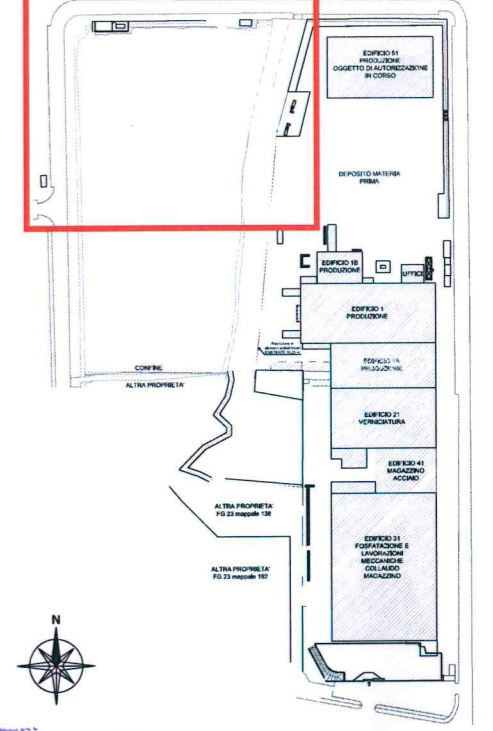 EDIFICIO 51
PRODUZIONE
OGGETTO DI AUTORIZZAZIONE
IN CORSO
DEPOSITO MATERIA
PRIMA
EDIFICIO 1B
PRODUZIONE
UFFICI
EDIFICIO 1
PRODUZIONE
EDIFICIO 1A
PRODUZIONE
CONFINE
ALTRA PROPRIETA'
EDIFICIO 21
VERNICIATURA
EDIFICIO 41
MAGAZZINO
ACCIAIO
ALTRA PROPRIETA'
FG 23 mappale 138
EDIFICIO 31
FOSFATAZIONE E
LAVORAZIONI
MECCANICHE
COLLAUDO
MAGAZZINO
ALTRA PROPRIETA'
FG 23 mappale 192
N